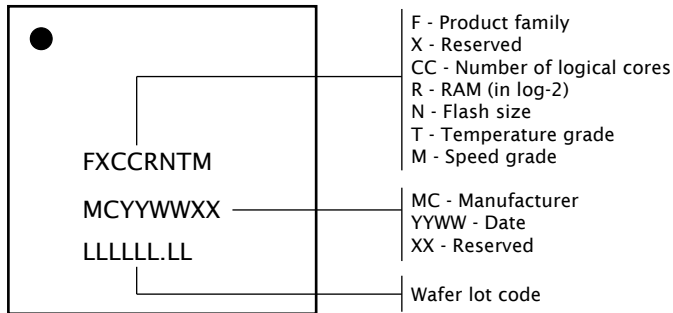 F - Product family
X - Reserved
CC - Number of logical cores
R - RAM (in log-2)
N - Flash size
T - Temperature grade
M - Speed grade
FXCCRNTM
MCYYWWXX
MC - Manufacturer
YYWW - Date
XX - Reserved
LLLLLL.LL
Wafer lot code